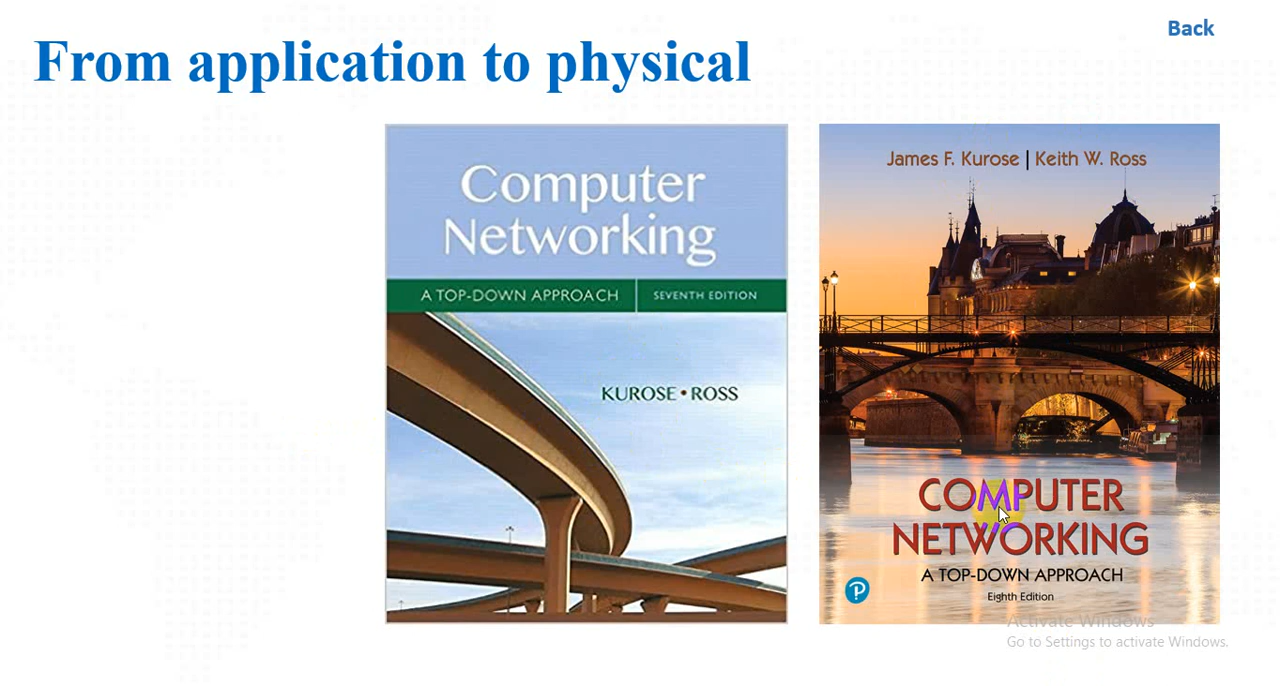 Back
From application to physical
Computer
Networking
A TOP-DOWN APPROACH SEVENTH EDITION
KUROSE • ROSS
James F. Kurose | Keith W. Ross
COMPUTER
NETWORKING
A TOP-DOWN APPROACH
Eighth Edition
P
Activate Windows
Go to Settings to activate Windows.